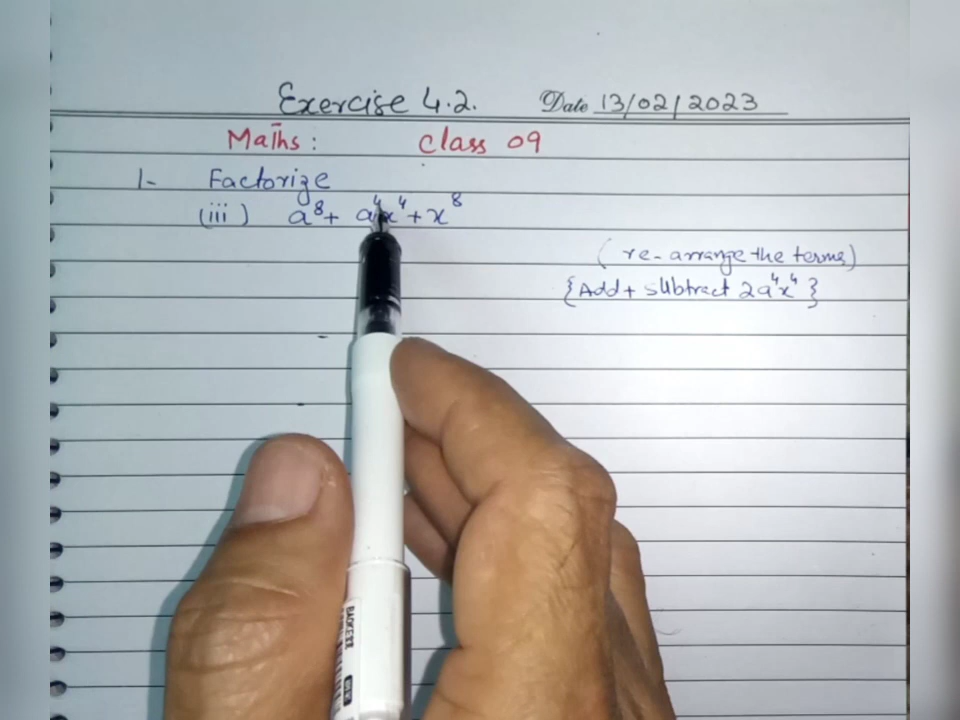 Exercise 4.2. Date 13/02/2023
Maths: Class 09
1- Factorize
(iii) a⁸+ a⁴x⁴+x⁸
(re-arrange the terms)
{Add + subtract 2a⁴x⁴}